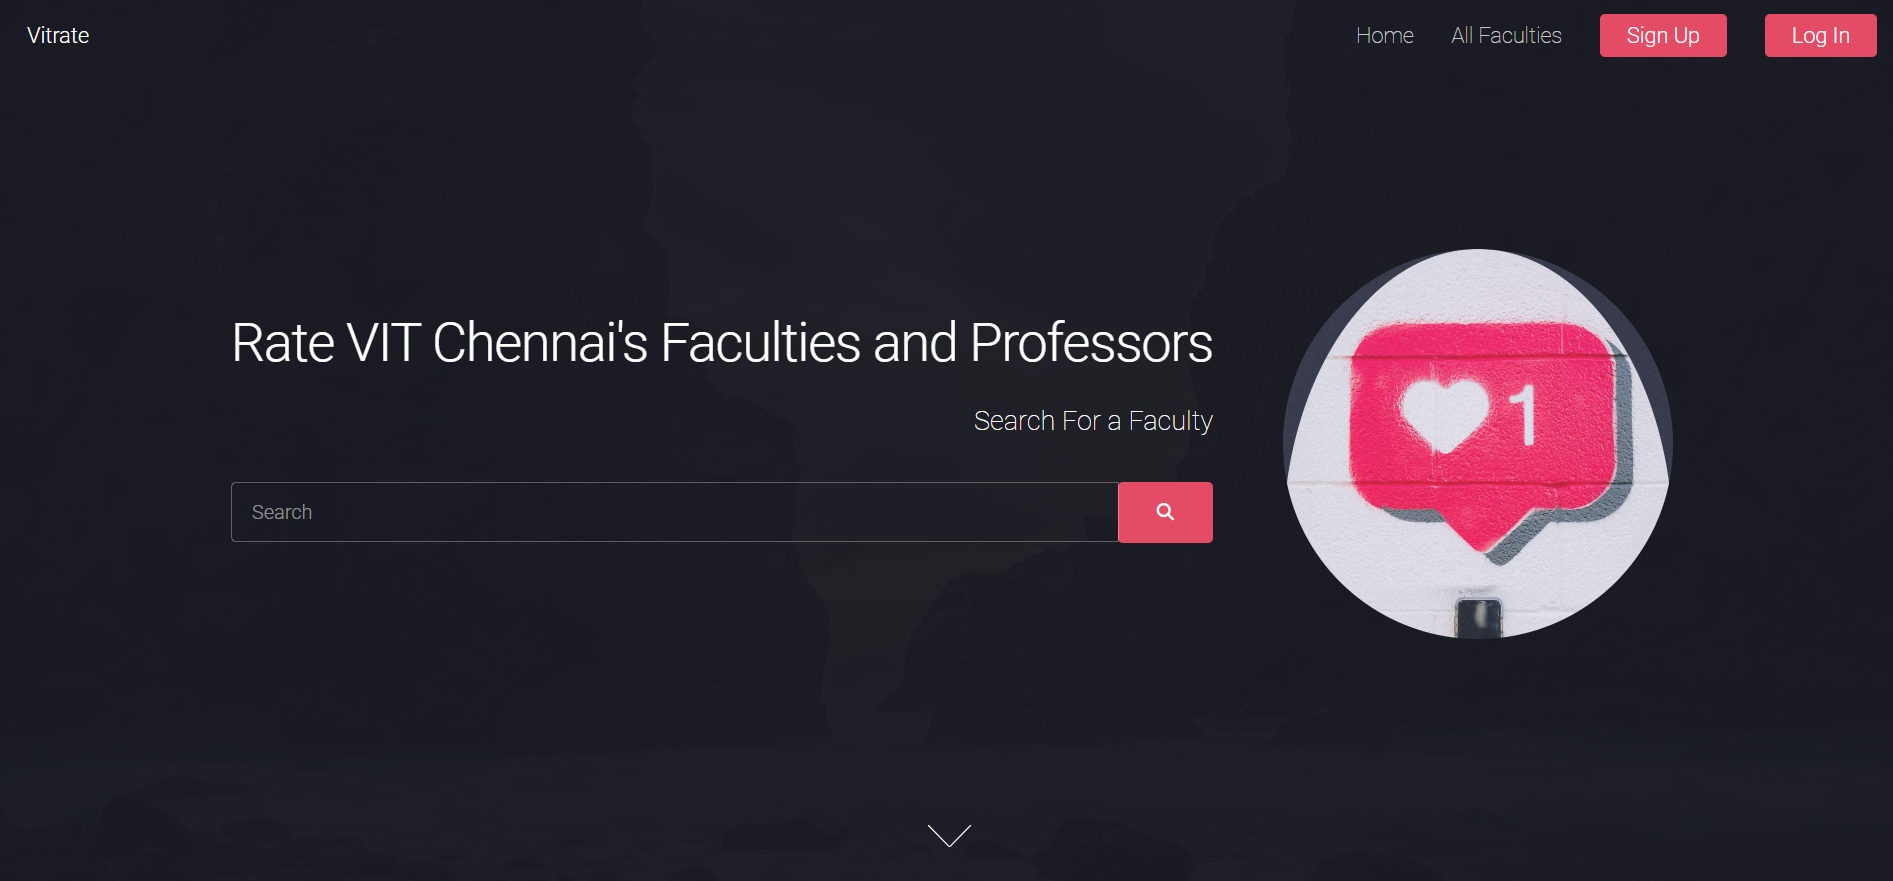 Vitrate
Home
All Faculties
Sign Up
Log In
Rate VIT Chennai's Faculties and Professors
Search For a Faculty
Search
1